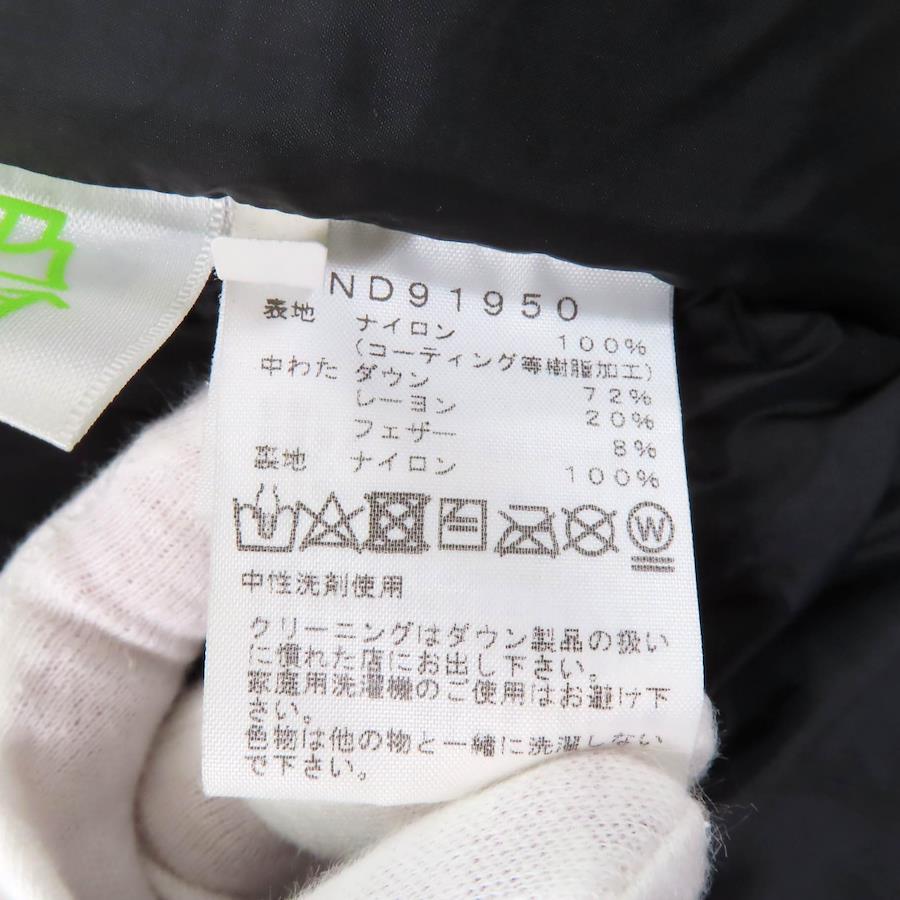 ND91950
表地 ナイロン 100%
(コーティング等樹脂加工)
中わた ダウン 72%
レーヨン 20%
フェザー 8%
裏地 ナイロン 100%
W
中性洗剤使用
クリーニングはダウン製品の扱い
に慣れた店にお出し下さい。
家庭用洗濯機のご使用はお避け下
さい。
色物は他の物と一緒に洗濯しない
で下さい。